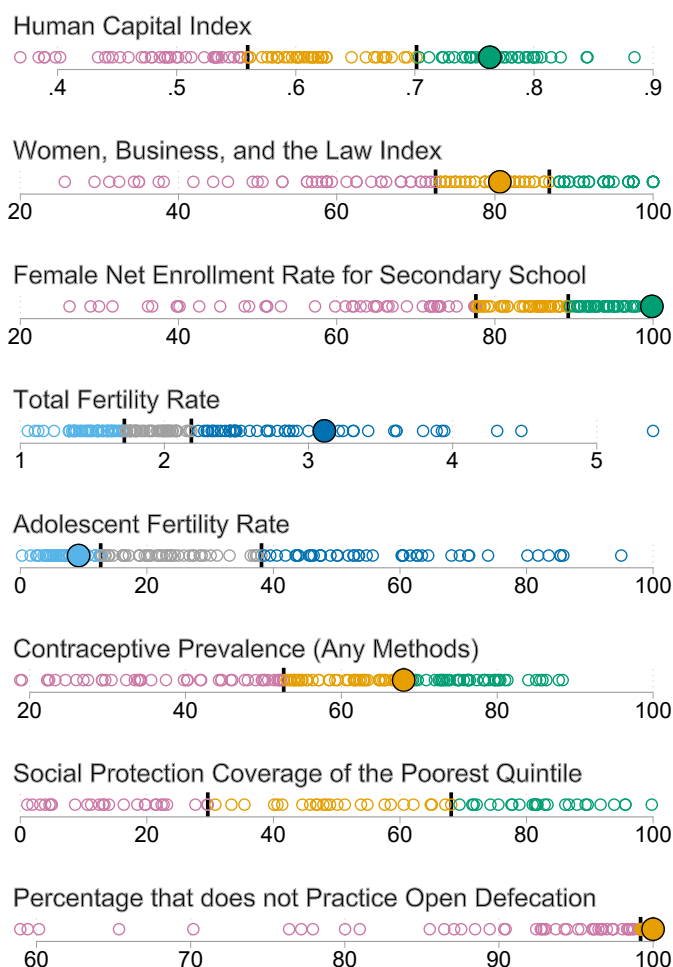 Human Capital Index
.4 .5 .6 .7 .8 .9
Women, Business, and the Law Index
20 40 60 80 100
Female Net Enrollment Rate for Secondary School
20 40 60 80 100
Total Fertility Rate
1 2 3 4 5
Adolescent Fertility Rate
0 20 40 60 80 100
Contraceptive Prevalence (Any Methods)
20 40 60 80 100
Social Protection Coverage of the Poorest Quintile
0 20 40 60 80 100
Percentage that does not Practice Open Defecation
60 70 80 90 100